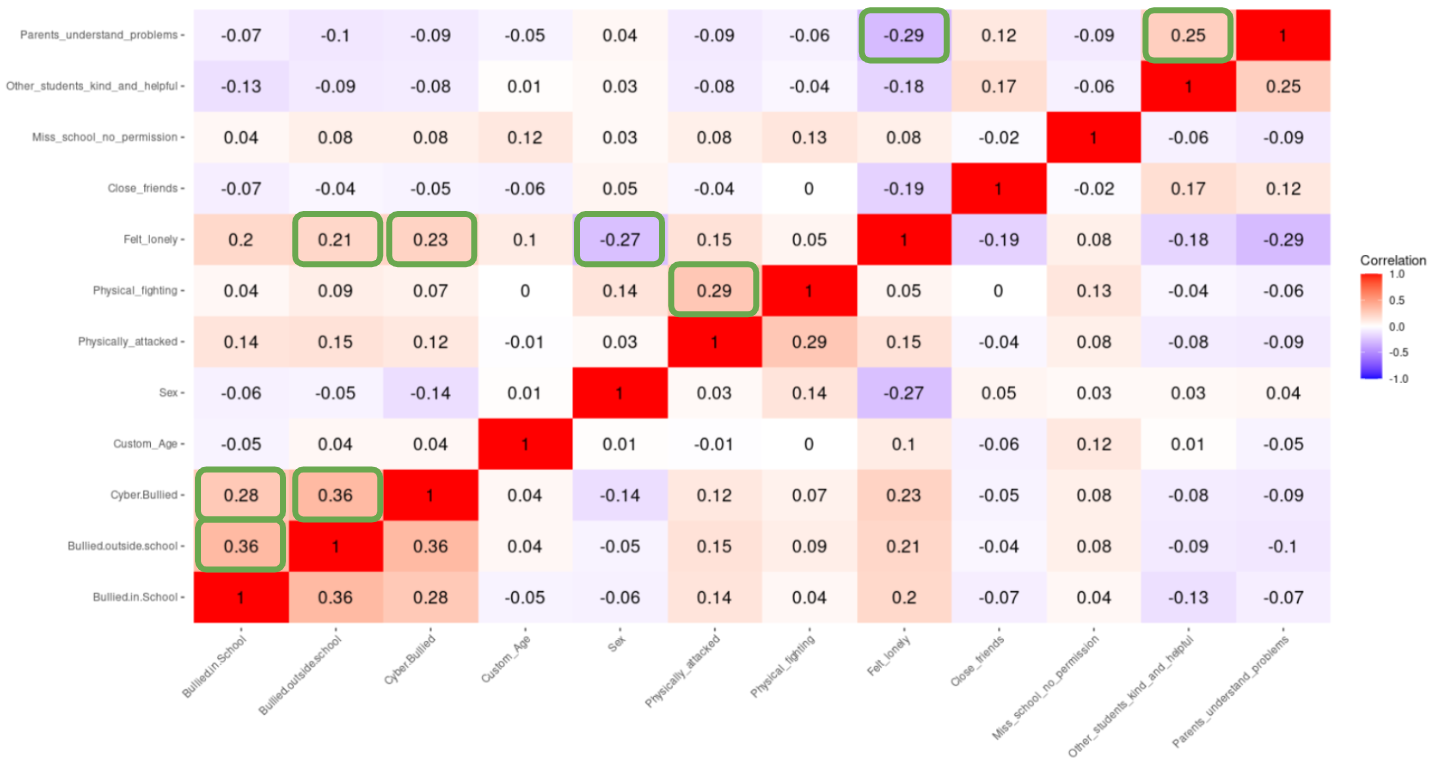 Parents_understand_problems -0.07 -0.1 -0.09 -0.05 0.04 -0.09 -0.06 -0.29 0.12 -0.09 0.25 1
Other_students_kind_and_helpful -0.13 -0.09 -0.08 0.01 0.03 -0.08 -0.04 -0.18 0.17 -0.06 1 0.25
Miss_school_no_permission 0.04 0.08 0.08 0.12 0.03 0.08 0.13 0.08 -0.02 1 -0.06 -0.09
Close_friends -0.07 -0.04 -0.05 -0.06 0.05 -0.04 0 -0.19 1 -0.02 0.17 0.12
Felt_lonely 0.2 0.21 0.23 0.1 -0.27 0.15 0.05 1 -0.19 0.08 -0.18 -0.29
Physical_fighting 0.04 0.09 0.07 0 0.14 0.29 1 0.05 0 0.13 -0.04 -0.06
Physically_attacked 0.14 0.15 0.12 -0.01 0.03 1 0.29 0.15 -0.04 0.08 -0.08 -0.09
Sex -0.06 -0.05 -0.14 0.01 1 0.03 0.14 -0.27 0.05 0.03 0.03 0.04
Custom_Age -0.05 0.04 0.04 1 0.01 -0.01 0 0.1 -0.06 0.12 0.01 -0.05
Cyber.Bullied 0.28 0.36 1 0.04 -0.14 0.12 0.07 0.23 -0.05 0.08 -0.08 -0.09
Bullied.outside.school 0.36 1 0.36 0.04 -0.05 0.15 0.09 0.21 -0.04 0.08 -0.09 -0.1
Bullied.in.School 1 0.36 0.28 -0.05 -0.06 0.14 0.04 0.2 -0.07 0.04 -0.13 -0.07
Bullied.in.School
Bullied.outside.school
Cyber.Bullied
Custom_Age
Sex
Physically_attacked
Physical_fighting
Felt_lonely
Close_friends
Miss_school_no_permission
Other_students_kind_and_helpful
Parents_understand_problems
Correlation
1.0
0.5
0.0
-0.5
-1.0